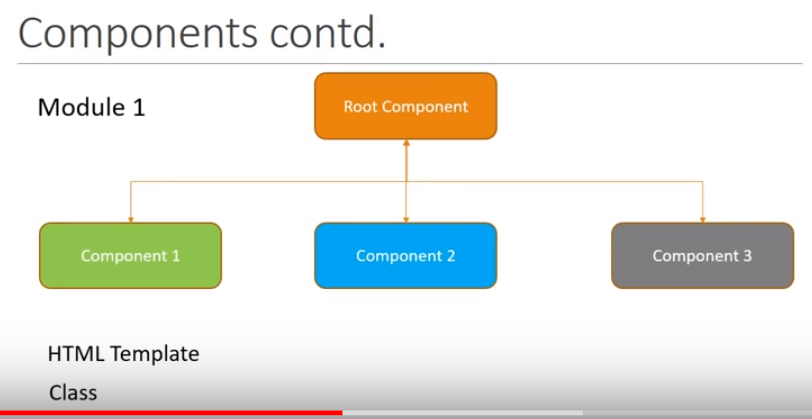 Components contd.
Module 1
Root Component
Component 1
Component 2
Component 3
HTML Template
Class